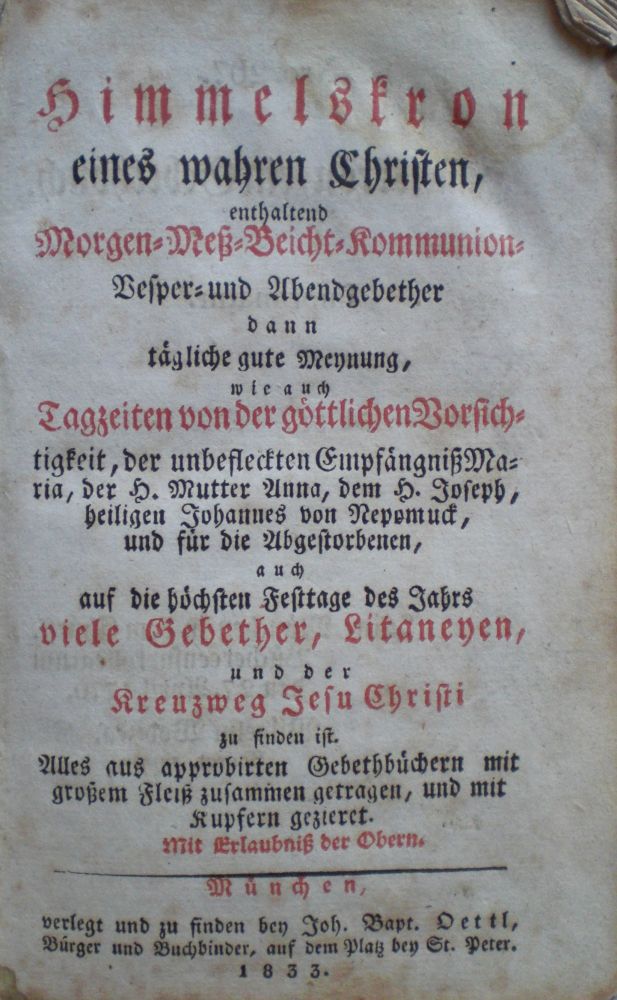 Himmelskron
eines wahren Christen,
enthaltend
Morgen-Meß-Beicht-Kommunion-
Vesper-und Abendgebether
dann
tägliche gute Meynung,
wie auch
Tagzeiten von der göttlichen Vorsich-
tigkeit, der unbefleckten Empfängniß Ma-
ria, der H. Mutter Anna, dem H. Joseph,
heiligen Johannes von Nepomuck,
und für die Abgestorbenen,
auch
auf die höchsten Festtage des Jahrs
viele Gebether, Litaneyen,
und der
Kreuzweg Jesu Christi
zu finden ist.
Alles aus approbirten Gebethbüchern mit
großem Fleiß zusammen getragen, und mit
Kupfern gezieret.
Mit Erlaubniß der Obern.
München,
verlegt und zu finden bey Joh. Bapt. Oettl,
Bürger und Buchbinder, auf dem Platz bey St. Peter.
1833.